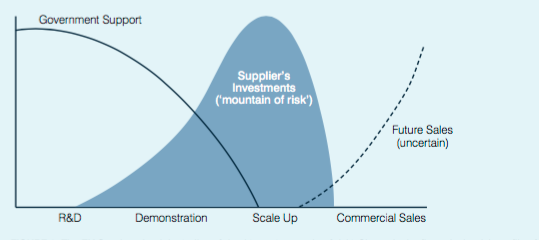 Government Support
Supplier's
Investments
('mountain of risk')
Future Sales
(uncertain)
R&D
Demonstration
Scale Up
Commercial Sales